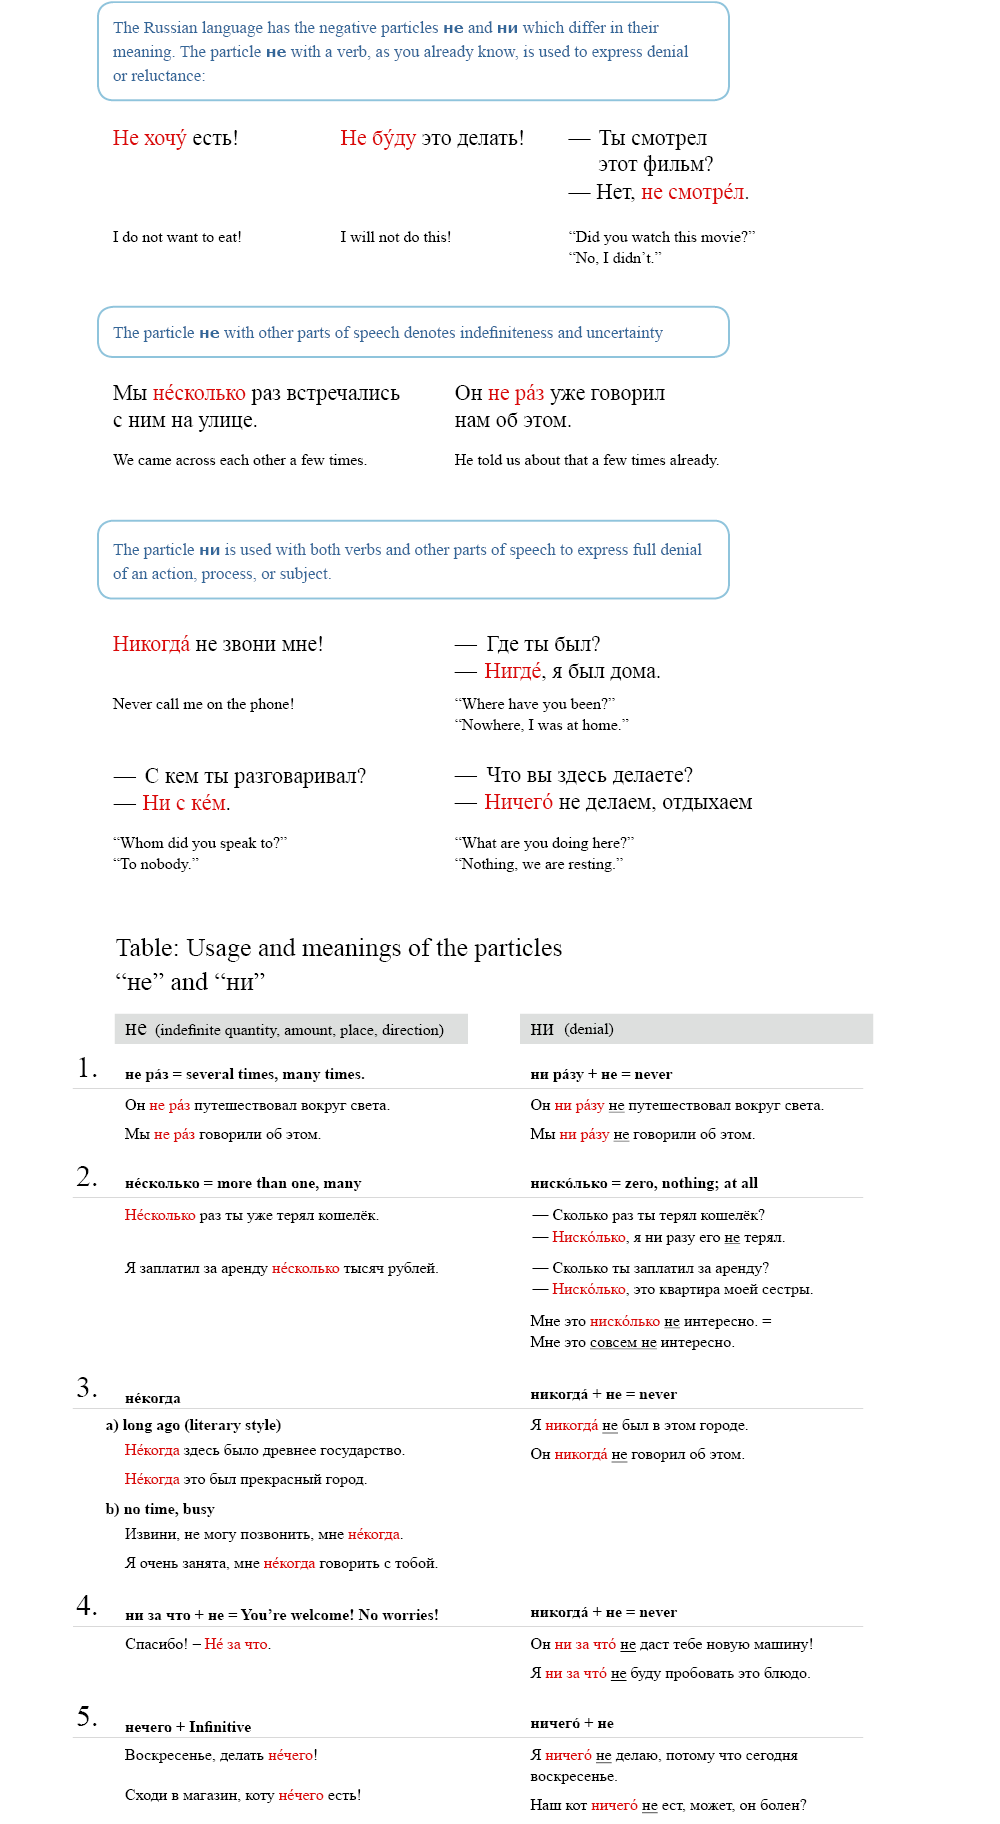 The Russian language has the negative particles не and ни which differ in their
meaning. The particle не with a verb, as you already know, is used to express denial
or reluctance:
Не хочу́ есть!
I do not want to eat!
Не бу́ду это делать!
I will not do this!
— Ты смотрел
этот фильм?
— Нет, не смотре́л.
“Did you watch this movie?”
“No, I didn’t.”
The particle не with other parts of speech denotes indefiniteness and uncertainty
Мы не́сколько раз встречались
с ним на улице.
We came across each other a few times.
Он не ра́з уже говорил
нам об этом.
He told us about that a few times already.
The particle ни is used with both verbs and other parts of speech to express full denial
of an action, process, or subject.
Никогда́ не звони мне!
Never call me on the phone!
— Где ты был?
— Нигде́, я был дома.
“Where have you been?”
“Nowhere, I was at home.”
— С кем ты разговаривал?
— Ни с ке́м.
“Whom did you speak to?”
“To nobody.”
— Что вы здесь делаете?
— Ничего́ не делаем, отдыхаем
“What are you doing here?”
“Nothing, we are resting.”
Table: Usage and meanings of the particles
“не” and “ни”
не (indefinite quantity, amount, place, direction)
ни (denial)
1.
не ра́з = several times, many times.
Он не ра́з путешествовал вокруг света.
Мы не ра́з говорили об этом.
ни ра́зу + не = never
Он ни ра́зу не путешествовал вокруг света.
Мы ни ра́зу не говорили об этом.
2.
не́сколько = more than one, many
Не́сколько раз ты уже терял кошелёк.
Я заплатил за аренду не́сколько тысяч рублей.
ниско́лько = zero, nothing; at all
— Сколько раз ты терял кошелёк?
— Ниско́лько, я ни разу его не терял.
— Сколько ты заплатил за аренду?
— Ниско́лько, это квартира моей сестры.
Мне это ниско́лько не интересно. =
Мне это совсем не интересно.
3.
не́когда
a) long ago (literary style)
Не́когда здесь было древнее государство.
Не́когда это был прекрасный город.
b) no time, busy
Извини, не могу позвонить, мне не́когда.
Я очень занята, мне не́когда говорить с тобой.
никогда́ + не = never
Я никогда́ не был в этом городе.
Он никогда́ не говорил об этом.
4.
ни за что + не = You’re welcome! No worries!
Спасибо! – Не́ за что.
никогда́ + не = never
Он ни за что́ не даст тебе новую машину!
Я ни за что́ не буду пробовать это блюдо.
5.
нечего + Infinitive
Воскресенье, делать не́чего!
Сходи в магазин, коту не́чего есть!
ничего́ + не
Я ничего́ не делаю, потому что сегодня
воскресенье.
Наш кот ничего́ не ест, может, он болен?